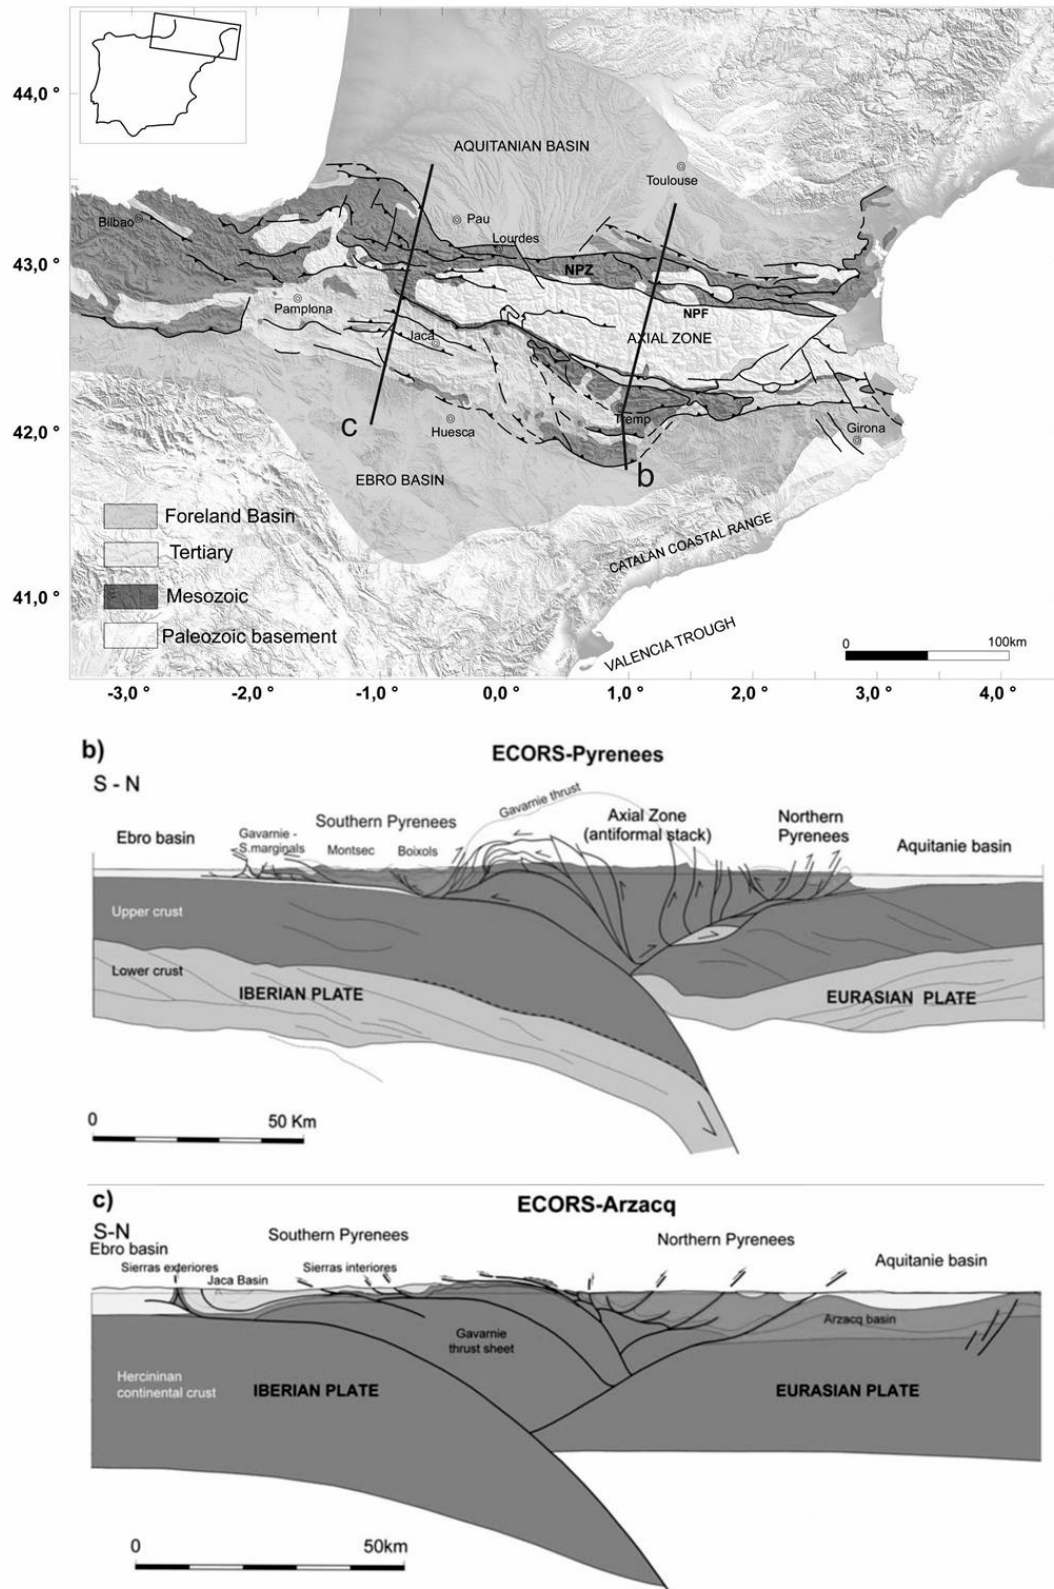 44,0 °
43,0 °
42,0 °
41,0 °
AQUITANIAN BASIN
Toulouse
Bilbao
Pau
Lourdes
NPZ
Pamplona
NPF
Jaca
AXIAL ZONE
c
Huesca
Tremp
Girona
b
EBRO BASIN
CATALAN COASTAL RANGE
VALENCIA TROUGH
Foreland Basin
Tertiary
Mesozoic
Paleozoic basement
0 100km
-3,0 ° -2,0 ° -1,0 ° 0,0 ° 1,0 ° 2,0 ° 3,0 ° 4,0 °
b)
ECORS-Pyrenees
S - N
Gavarnie thrust
Ebro basin
Southern Pyrenees
Axial Zone
(antiformal stack)
Northern
Pyrenees
Aquitanie basin
Gavarnie -
S.marginals
Montsec
Boixols
Upper crust
Lower crust
IBERIAN PLATE
EURASIAN PLATE
0 50 Km
c)
ECORS-Arzacq
S-N
Ebro basin
Southern Pyrenees
Northern Pyrenees
Aquitanie basin
Sierras exteriores
Jaca Basin
Sierras interiores
Arzacq basin
Gavarnie
thrust sheet
Hercininan
continental crust
IBERIAN PLATE
EURASIAN PLATE
0 50km